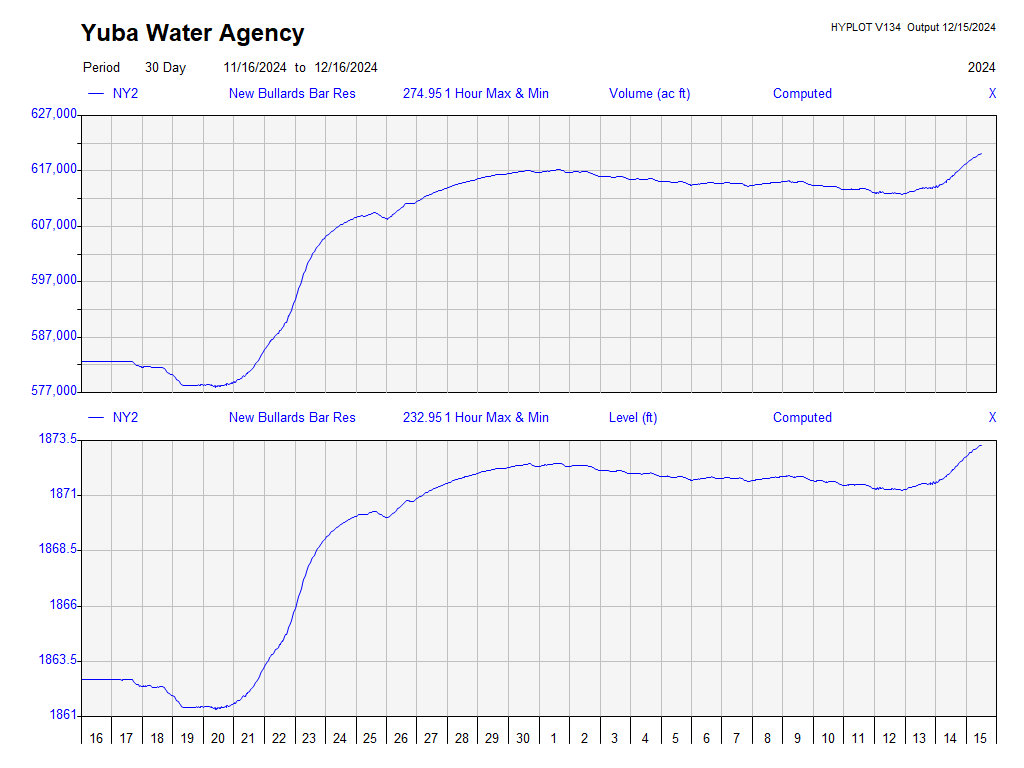 Yuba Water Agency
HYPLOT V134 Output 12/15/2024
Period 30 Day 11/16/2024 to 12/16/2024 2024
NY2 New Bullards Bar Res 274.95 1 Hour Max & Min Volume (ac ft) Computed X
627,000
617,000
607,000
597,000
587,000
577,000
NY2 New Bullards Bar Res 232.95 1 Hour Max & Min Level (ft) Computed X
1873.5
1871
1868.5
1866
1863.5
1861
16 17 18 19 20 21 22 23 24 25 26 27 28 29 30 1 2 3 4 5 6 7 8 9 10 11 12 13 14 15